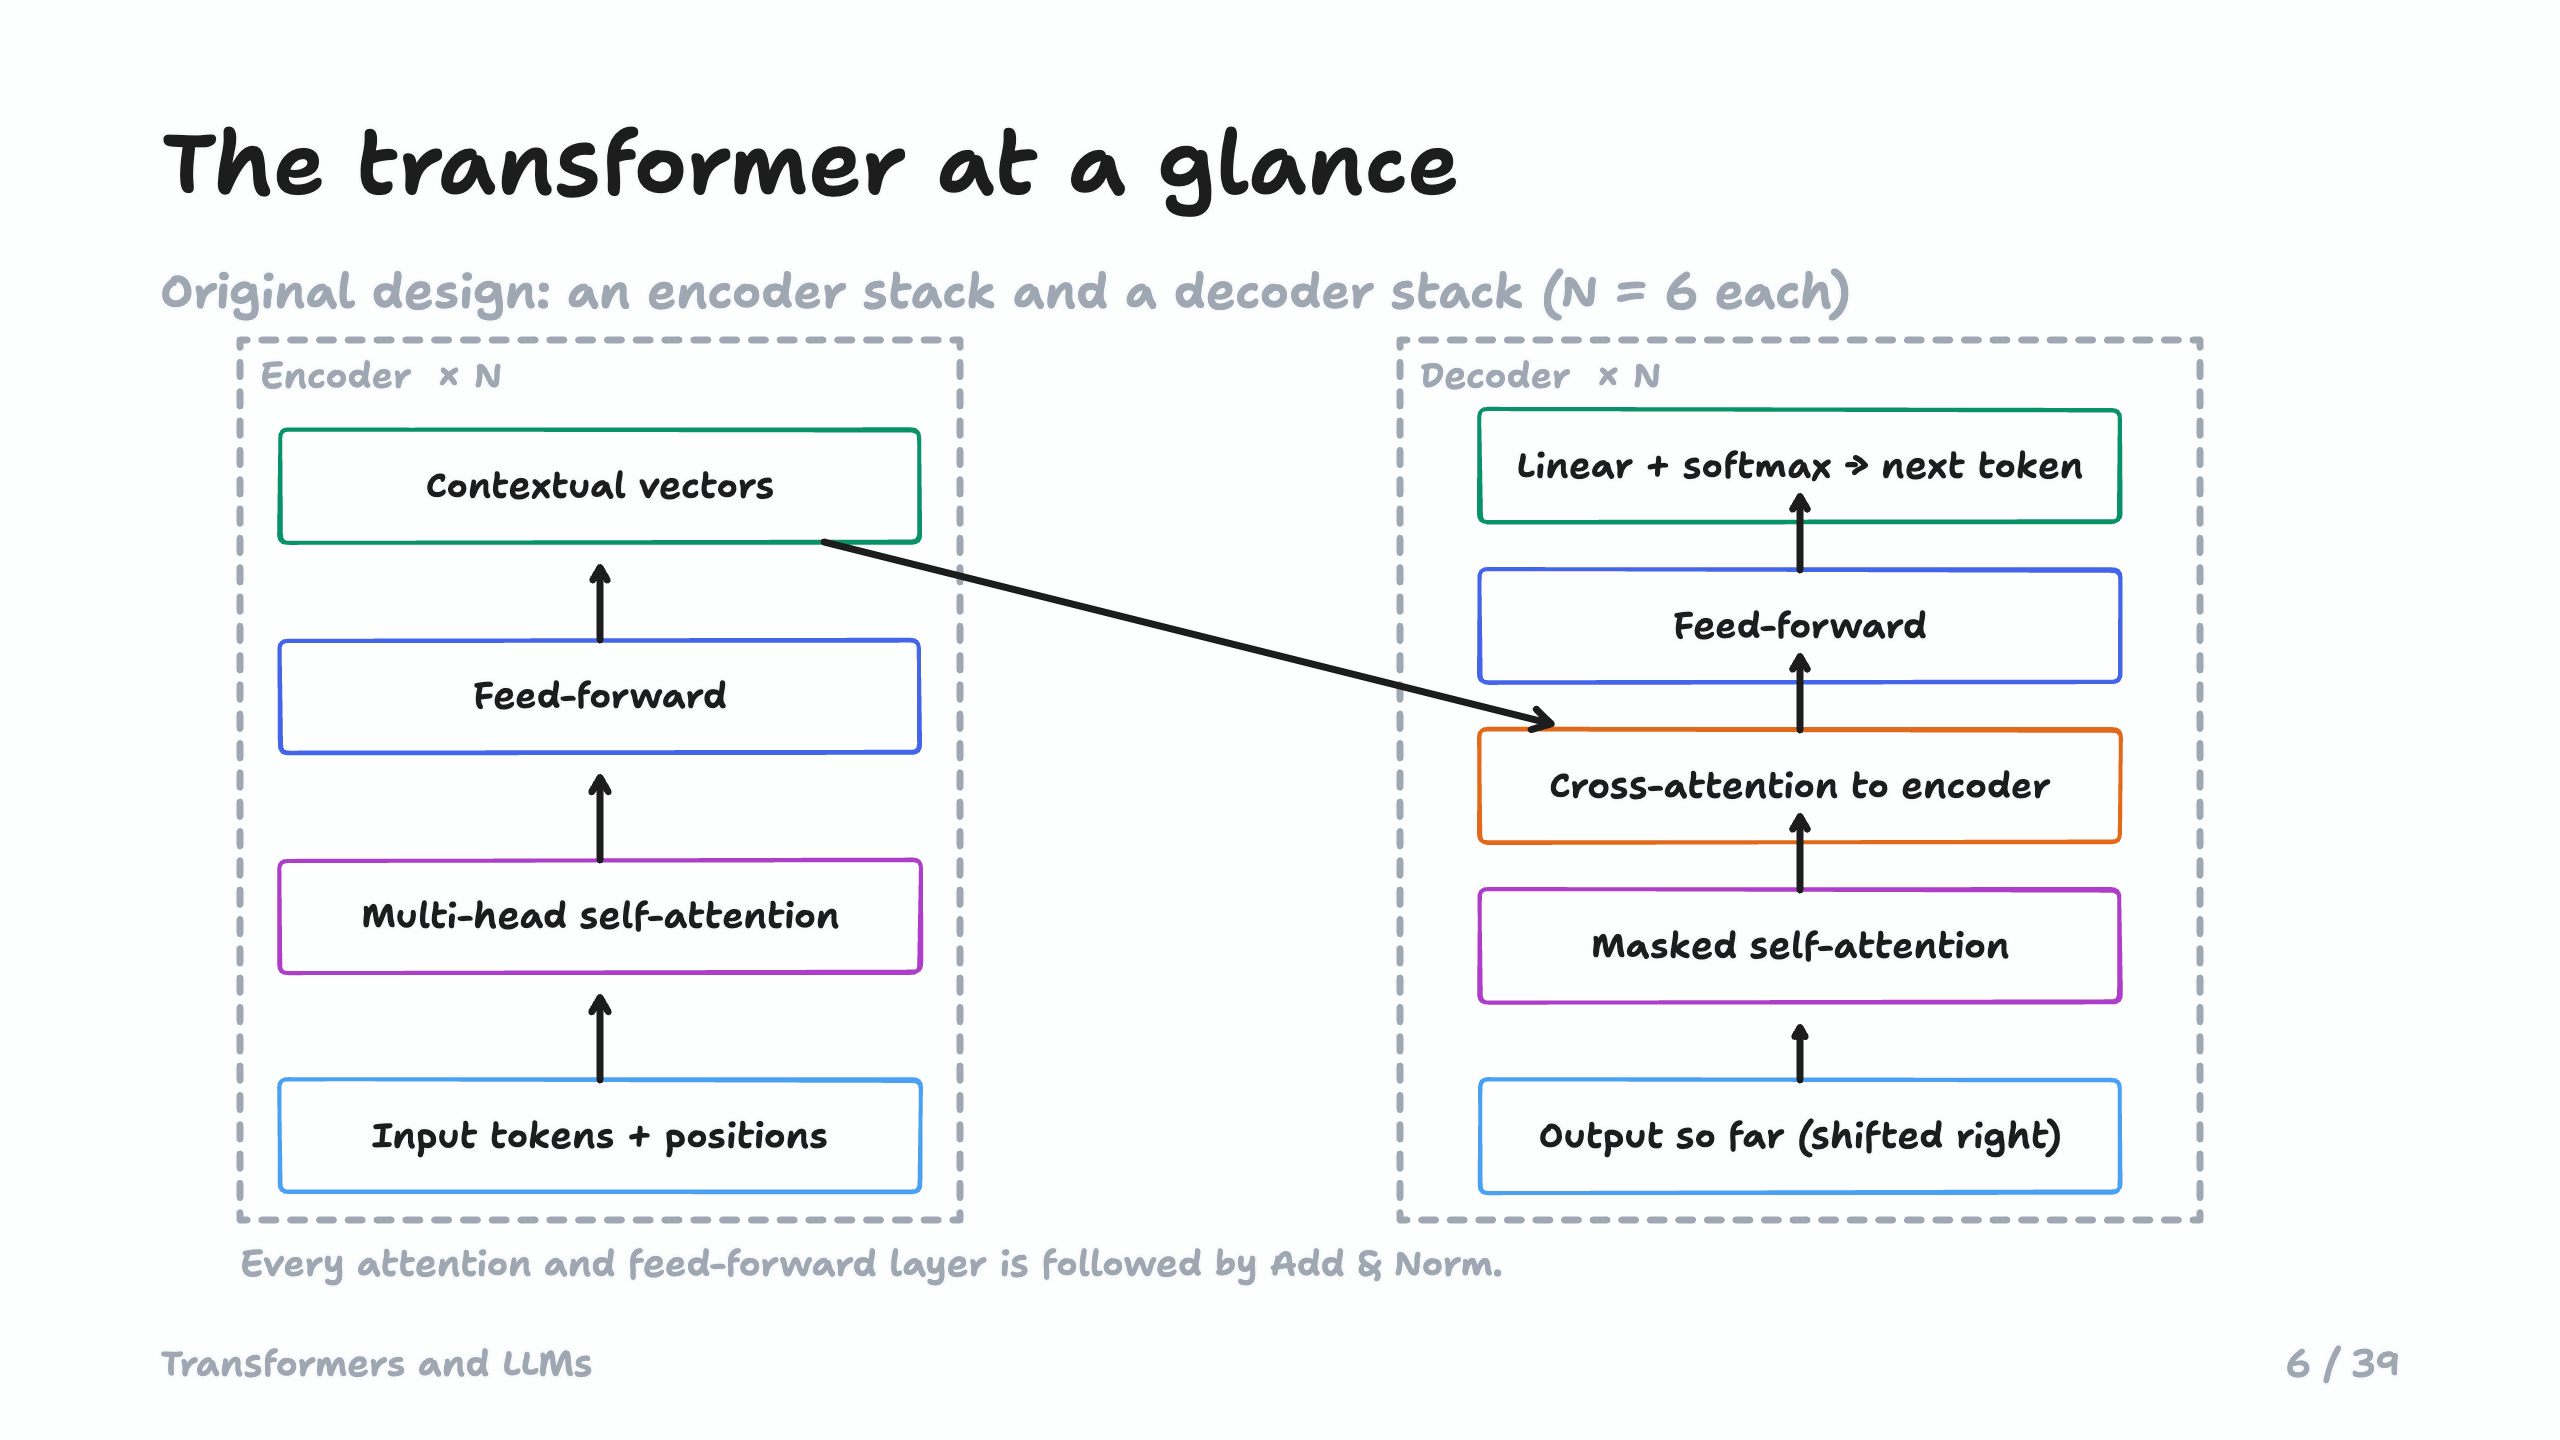 The transformer at a glance
Original design: an encoder stack and a decoder stack (N = 6 each)
Encoder × N
Contextual vectors
Feed-forward
Multi-head self-attention
Input tokens + positions
Decoder × N
Linear + softmax → next token
Feed-forward
Cross-attention to encoder
Masked self-attention
Output so far (shifted right)
Every attention and feed-forward layer is followed by Add & Norm.
Transformers and LLMs
6 / 39